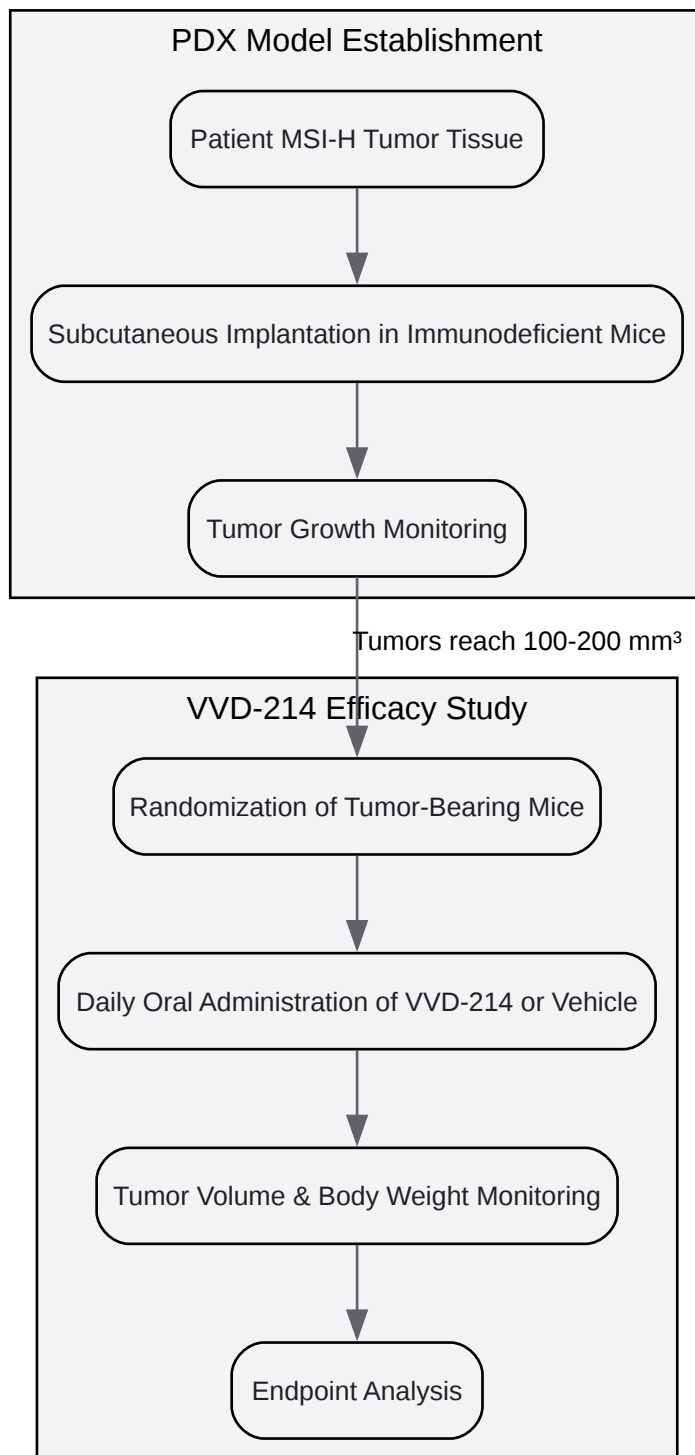 PDX Model Establishment
Patient MSI-H Tumor Tissue
Subcutaneous Implantation in Immunodeficient Mice
Tumor Growth Monitoring
Tumors reach 100-200 mm³
VVD-214 Efficacy Study
Randomization of Tumor-Bearing Mice
Daily Oral Administration of VVD-214 or Vehicle
Tumor Volume & Body Weight Monitoring
Endpoint Analysis